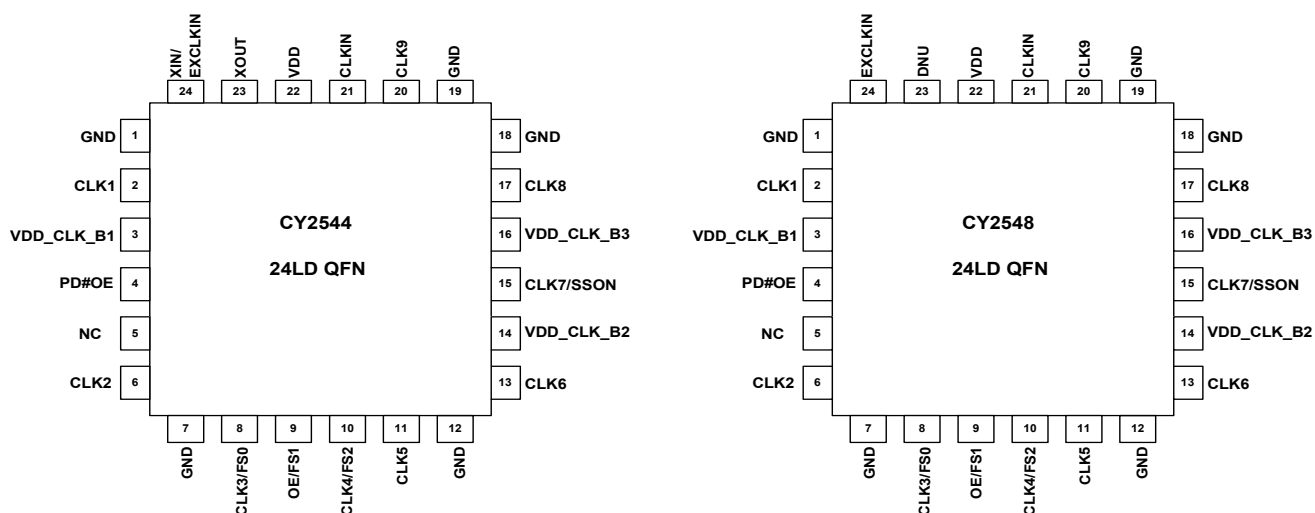 XIN/
EXCLKIN
XOUT
VDD
CLKIN
CLK9
GND
24
23
22
21
20
19
GND
1
18
GND
CLK1
2
17
CLK8
VDD_CLK_B1
3
16
VDD_CLK_B3
CY2544
24LD QFN
PD#OE
4
15
CLK7/SSON
NC
5
14
VDD_CLK_B2
CLK2
6
13
CLK6
7
8
9
10
11
12
GND
CLK3/FS0
OE/FS1
CLK4/FS2
CLK5
GND
EXCLKIN
DNU
VDD
CLKIN
CLK9
GND
24
23
22
21
20
19
GND
1
18
GND
CLK1
2
17
CLK8
VDD_CLK_B1
3
16
VDD_CLK_B3
CY2548
24LD QFN
PD#OE
4
15
CLK7/SSON
NC
5
14
VDD_CLK_B2
CLK2
6
13
CLK6
7
8
9
10
11
12
GND
CLK3/FS0
OE/FS1
CLK4/FS2
CLK5
GND